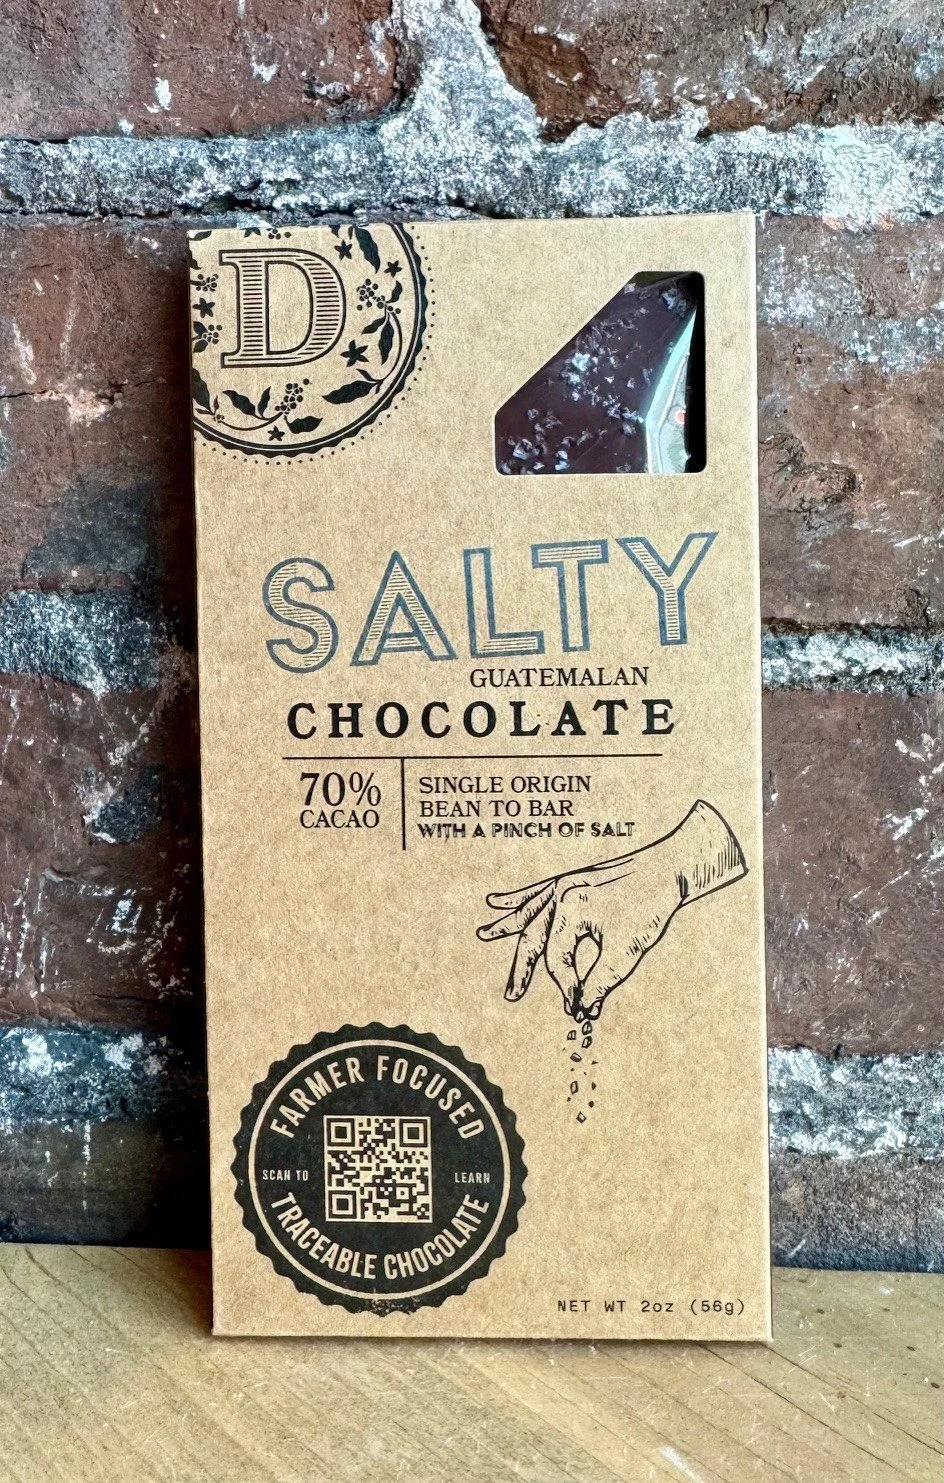 D
SALTY
GUATEMALAN
CHOCOLATE
70%
CACAO
SINGLE ORIGIN
BEAN TO BAR
WITH A PINCH OF SALT
FARMER FOCUSED
SCAN TO LEARN
TRACEABLE CHOCOLATE
NET WT 2oz (56g)